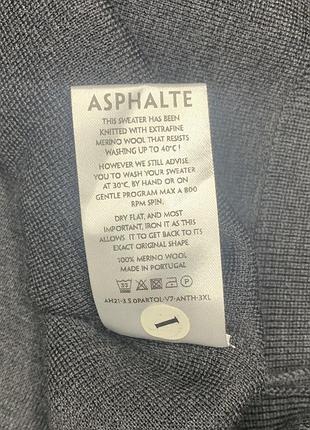 ASPHALTE
THIS SWEATER HAS BEEN
KNITTED WITH EXTRAFINE
MERINO WOOL THAT RESISTS
WASHING UP TO 40°C !
HOWEVER WE STILL ADVISE
YOU TO WASH YOUR SWEATER
AT 30°C, BY HAND OR ON
GENTLE PROGRAM MAX A 800
RPM SPIN.
DRY FLAT, AND MOST
IMPORTANT, IRON IT AS THIS
ALLOWS IT TO GET BACK TO ITS
EXACT ORIGINAL SHAPE
100% MERINO WOOL
MADE IN PORTUGAL
30 P
AH21-3.5.0PARTOL-V7-ANTH-3XL
1